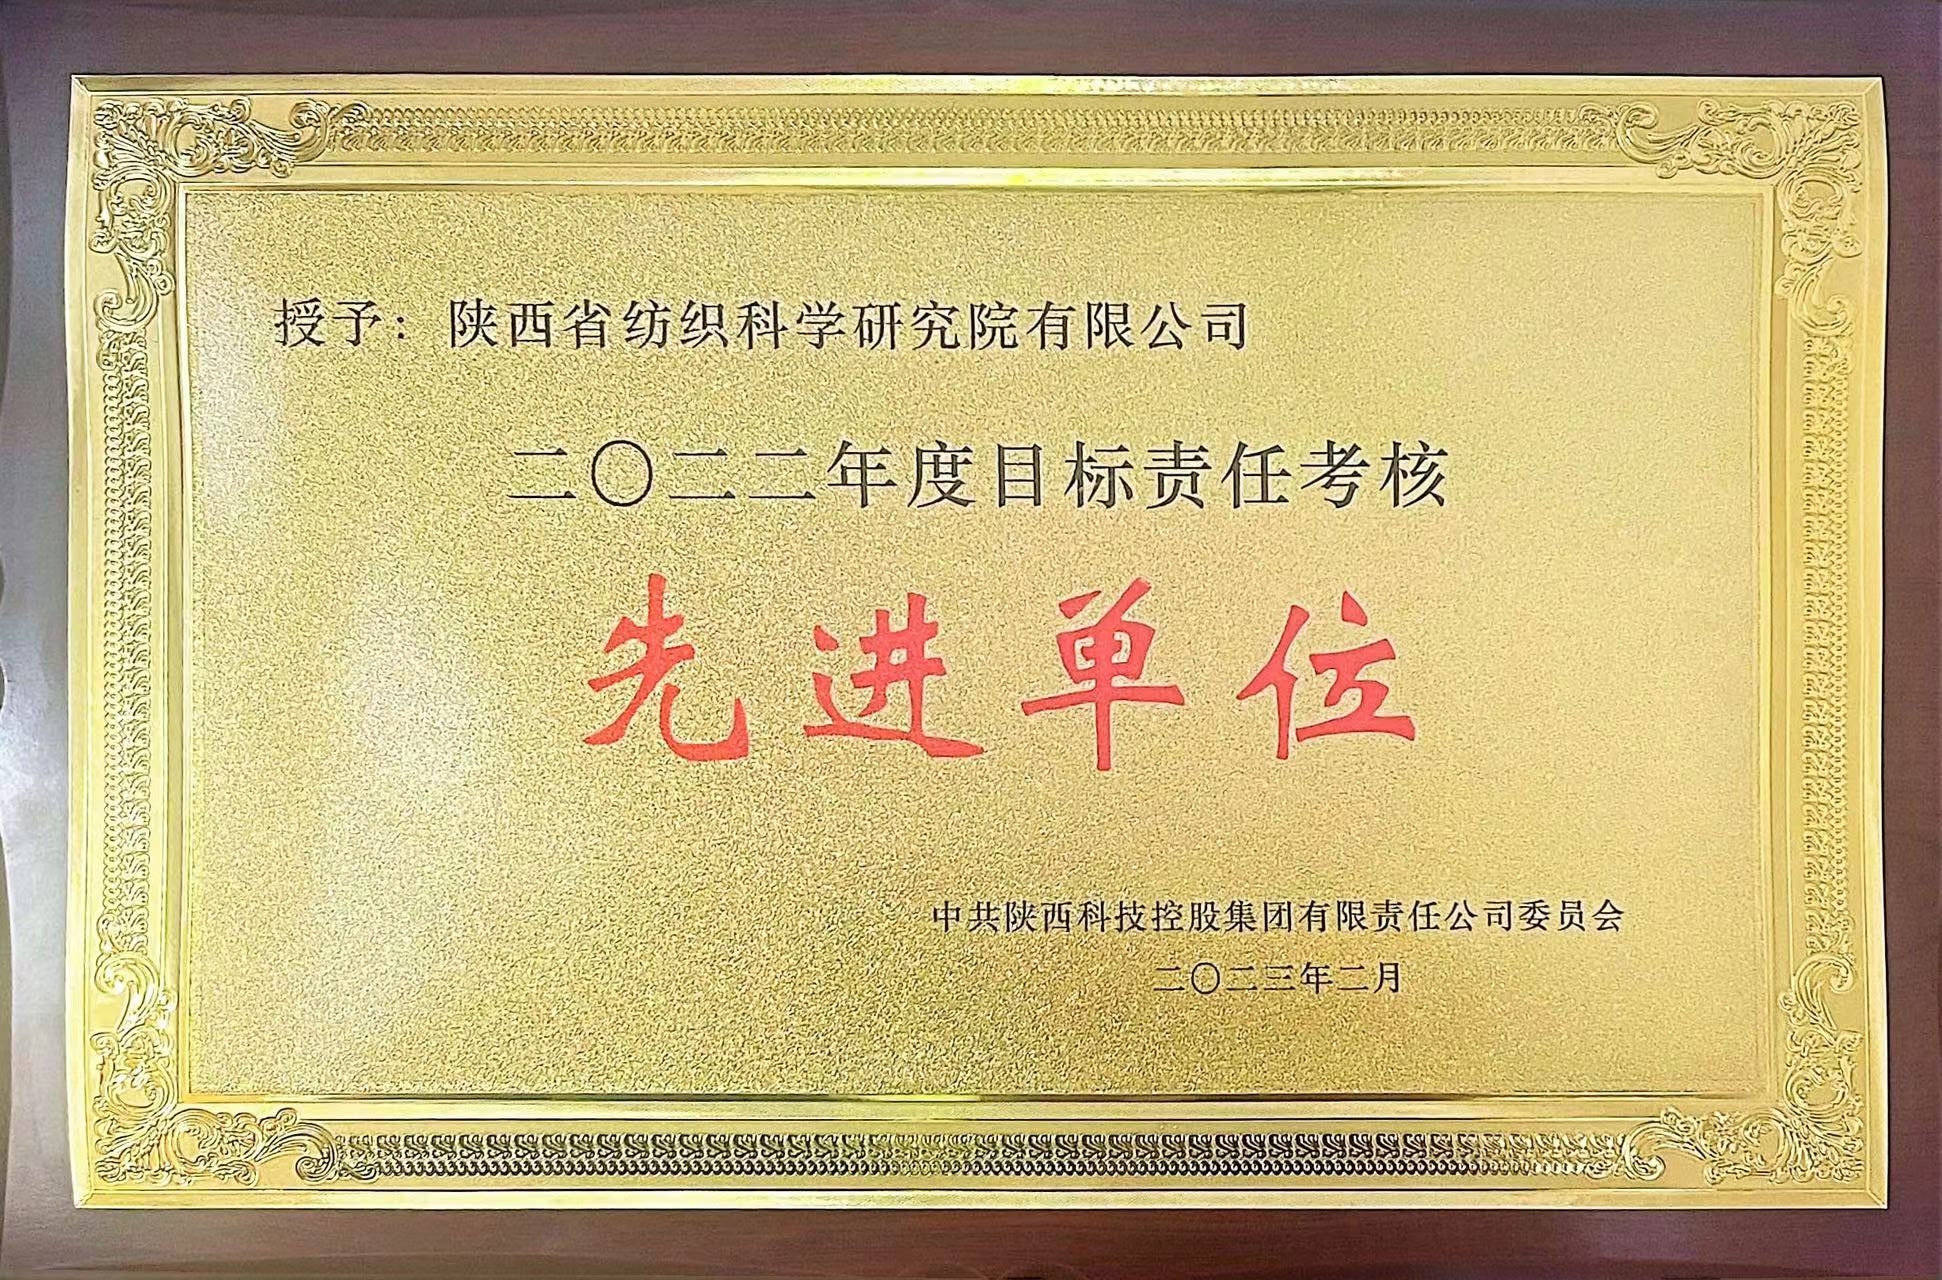 授予：陕西省纺织科学研究院有限公司
二〇二二年度目标责任考核
先进单位
中共陕西科技控股集团有限责任公司委员会
二〇二三年二月